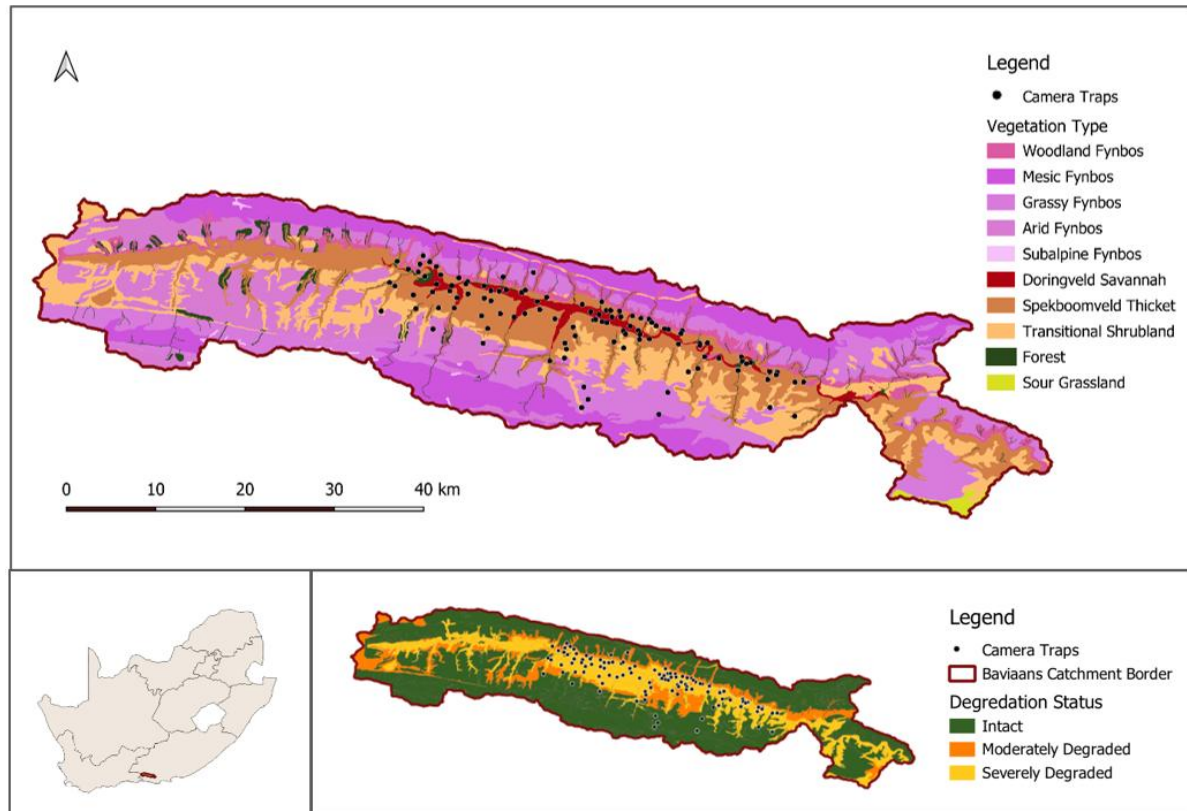 Legend
Camera Traps
Vegetation Type
Woodland Fynbos
Mesic Fynbos
Grassy Fynbos
Arid Fynbos
Subalpine Fynbos
Doringveld Savannah
Spekboomveld Thicket
Transitional Shrubland
Forest
Sour Grassland
0 10 20 30 40 km
Legend
Camera Traps
Baviaans Catchment Border
Degredation Status
Intact
Moderately Degraded
Severely Degraded